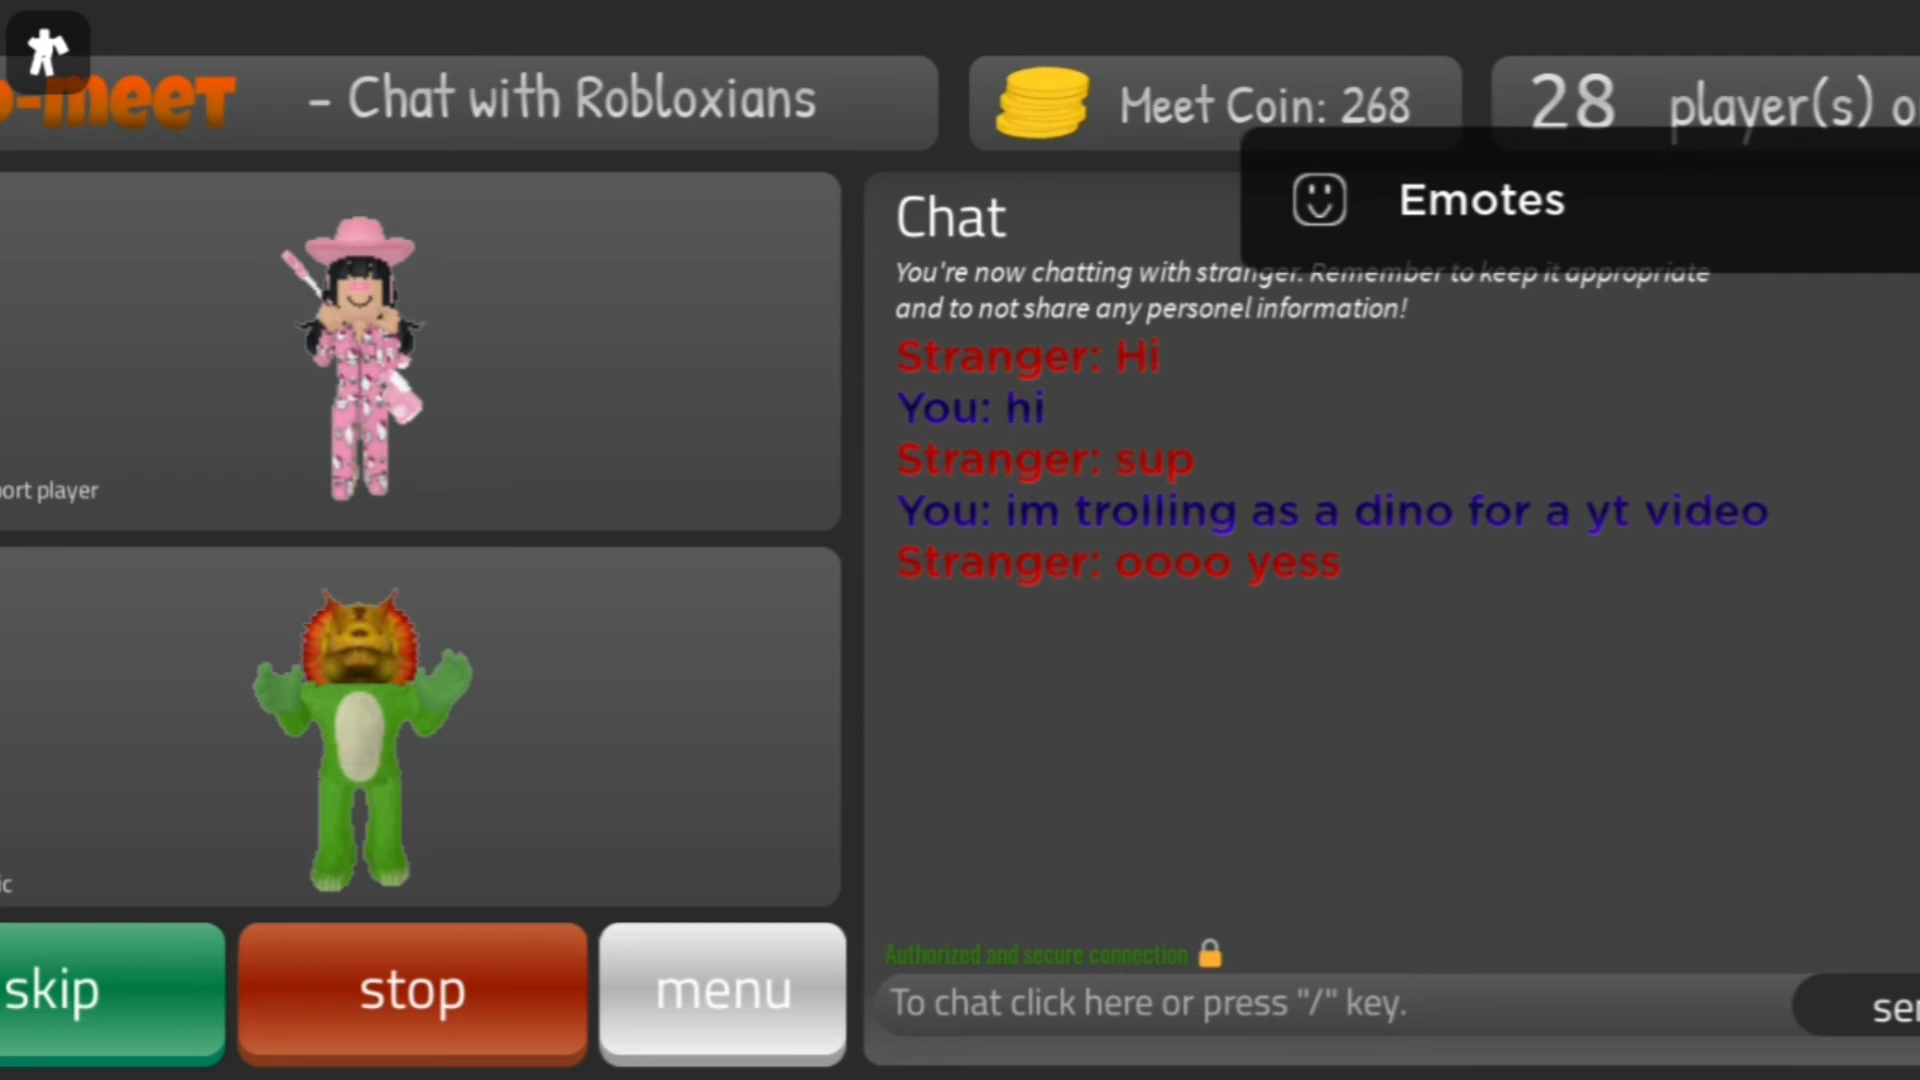 -meet - Chat with Robloxians
Meet Coin: 268
28 player(s) o
Emotes
Chat
You're now chatting with stranger. Remember to keep it appropriate
and to not share any personel information!
Stranger: Hi
You: hi
Stranger: sup
You: im trolling as a dino for a yt video
Stranger: oooo yess
ort player
ic
skip
stop
menu
Authorized and secure connection
To chat click here or press "/" key.
sen